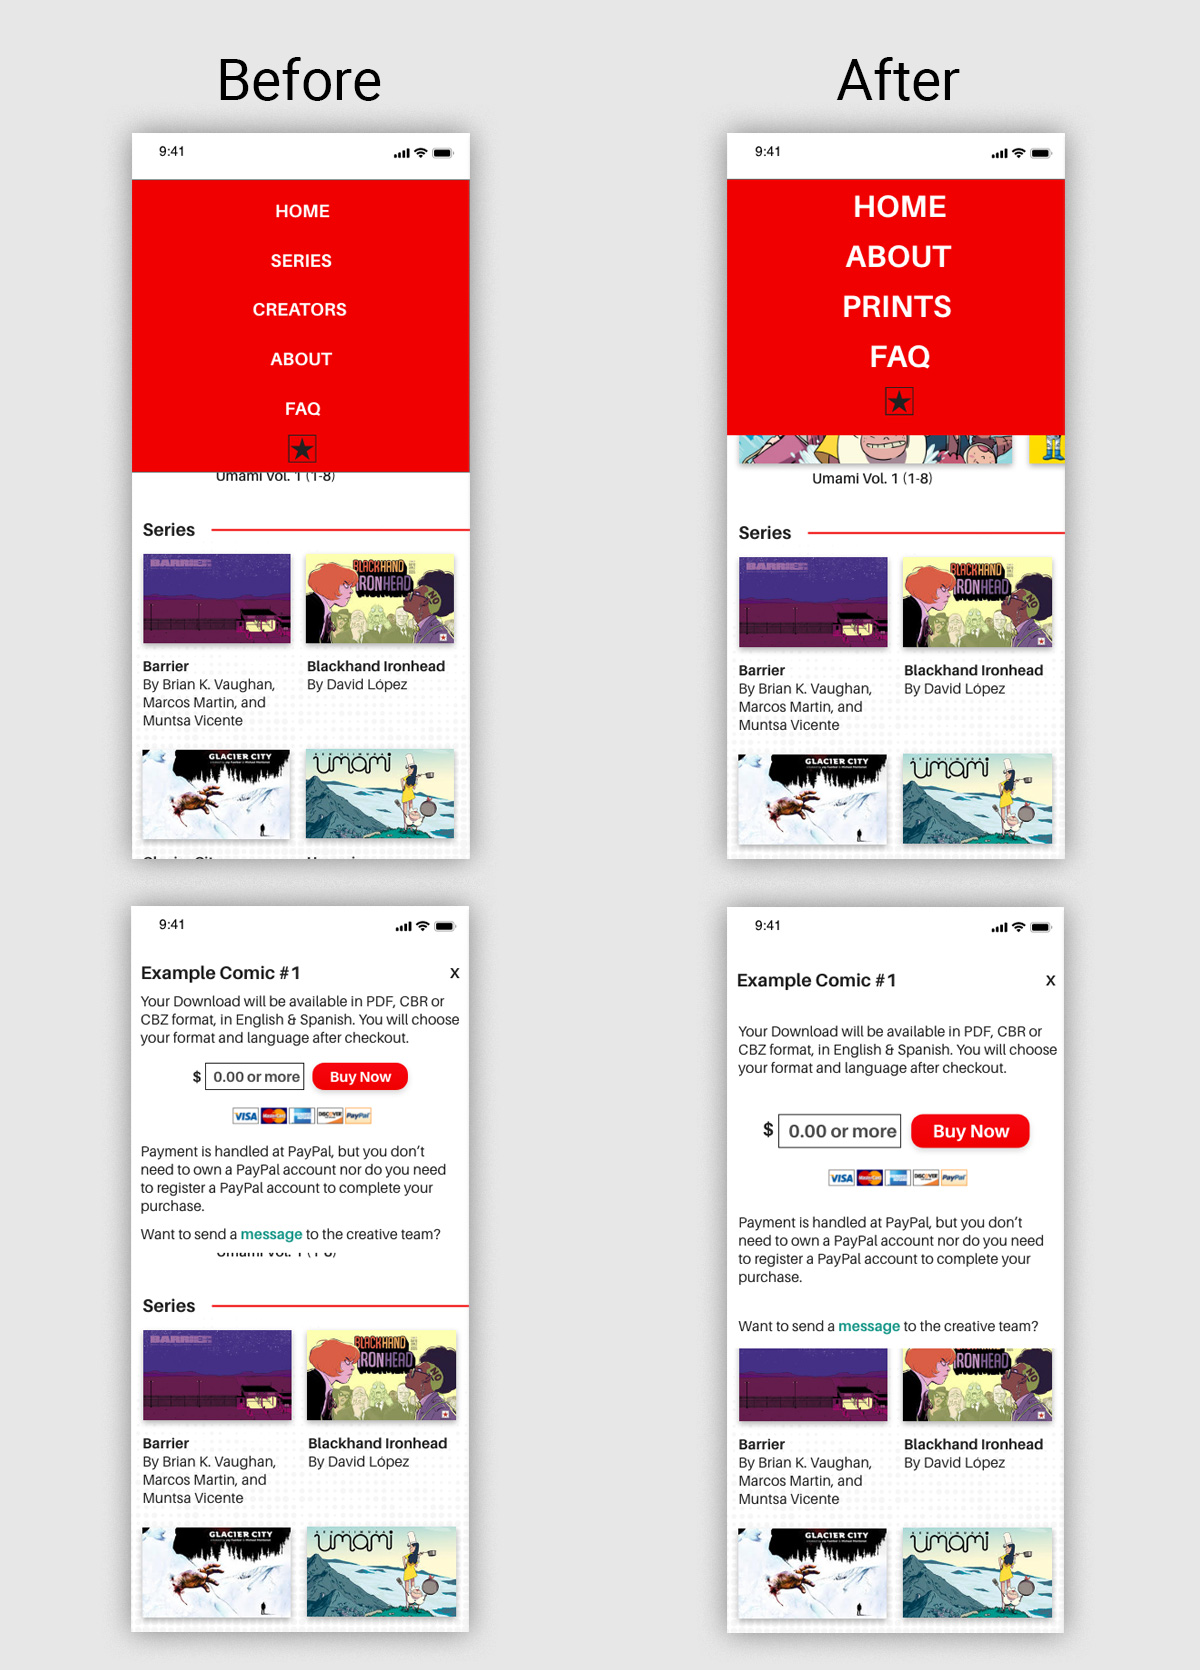 Before
After
9:41
HOME
SERIES
CREATORS
ABOUT
FAQ
Umami Vol. 1 (1-8)
Series
BARRIER
BLACKHAND
IRONHEAD
NO
Barrier
By Brian K. Vaughan,
Marcos Martin, and
Muntsa Vicente
Blackhand Ironhead
By David López
GLACIER CITY
umami
9:41
HOME
ABOUT
PRINTS
FAQ
Umami Vol. 1 (1-8)
Series
BARRIER
BLACKHAND
IRONHEAD
NO
Barrier
By Brian K. Vaughan,
Marcos Martin, and
Muntsa Vicente
Blackhand Ironhead
By David López
GLACIER CITY
umami
9:41
Example Comic #1
X
Your Download will be available in PDF, CBR or
CBZ format, in English & Spanish. You will choose
your format and language after checkout.
$ 0.00 or more Buy Now
VISA MasterCard DISCOVER PayPal
Payment is handled at PayPal, but you don't
need to own a PayPal account nor do you need
to register a PayPal account to complete your
purchase.
Want to send a message to the creative team?
Series
BARRIER
BLACKHAND
IRONHEAD
NO
Barrier
By Brian K. Vaughan,
Marcos Martin, and
Muntsa Vicente
Blackhand Ironhead
By David López
GLACIER CITY
umami
9:41
Example Comic #1
X
Your Download will be available in PDF, CBR or
CBZ format, in English & Spanish. You will choose
your format and language after checkout.
$ 0.00 or more Buy Now
VISA MasterCard DISCOVER PayPal
Payment is handled at PayPal, but you don't
need to own a PayPal account nor do you need
to register a PayPal account to complete your
purchase.
Want to send a message to the creative team?
IRONHEAD
NO
Barrier
By Brian K. Vaughan,
Marcos Martin, and
Muntsa Vicente
Blackhand Ironhead
By David López
GLACIER CITY
umami